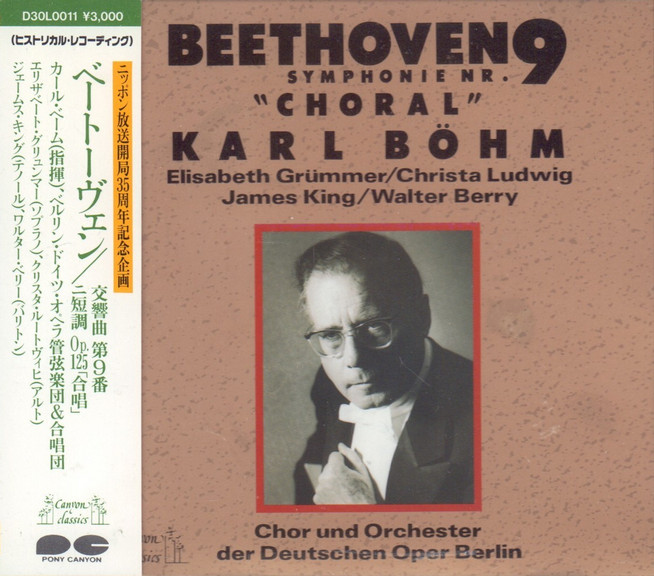 D30L0011 ¥3,000
〈ヒストリカル・レコーディング〉
ニッポン放送開局35周年記念企画
ベートーヴェン/
交響曲 第9番
ニ短調 Op.125「合唱」
カール・ベーム(指揮)、ベルリン・ドイツ・オペラ管弦楽団&合唱団
エリザベート・グリュンマー(ソプラノ)、クリスタ・ルートヴィヒ(アルト)
ジェームス・キング(テノール)、ワルター・ベリー(バリトン)
Canyon
classics
PONY CANYON
BEETHOVEN 9
SYMPHONIE NR.
"CHORAL"
KARL BÖHM
Elisabeth Grümmer/Christa Ludwig
James King/Walter Berry
Chor und Orchester
der Deutschen Oper Berlin
Canyon
classics